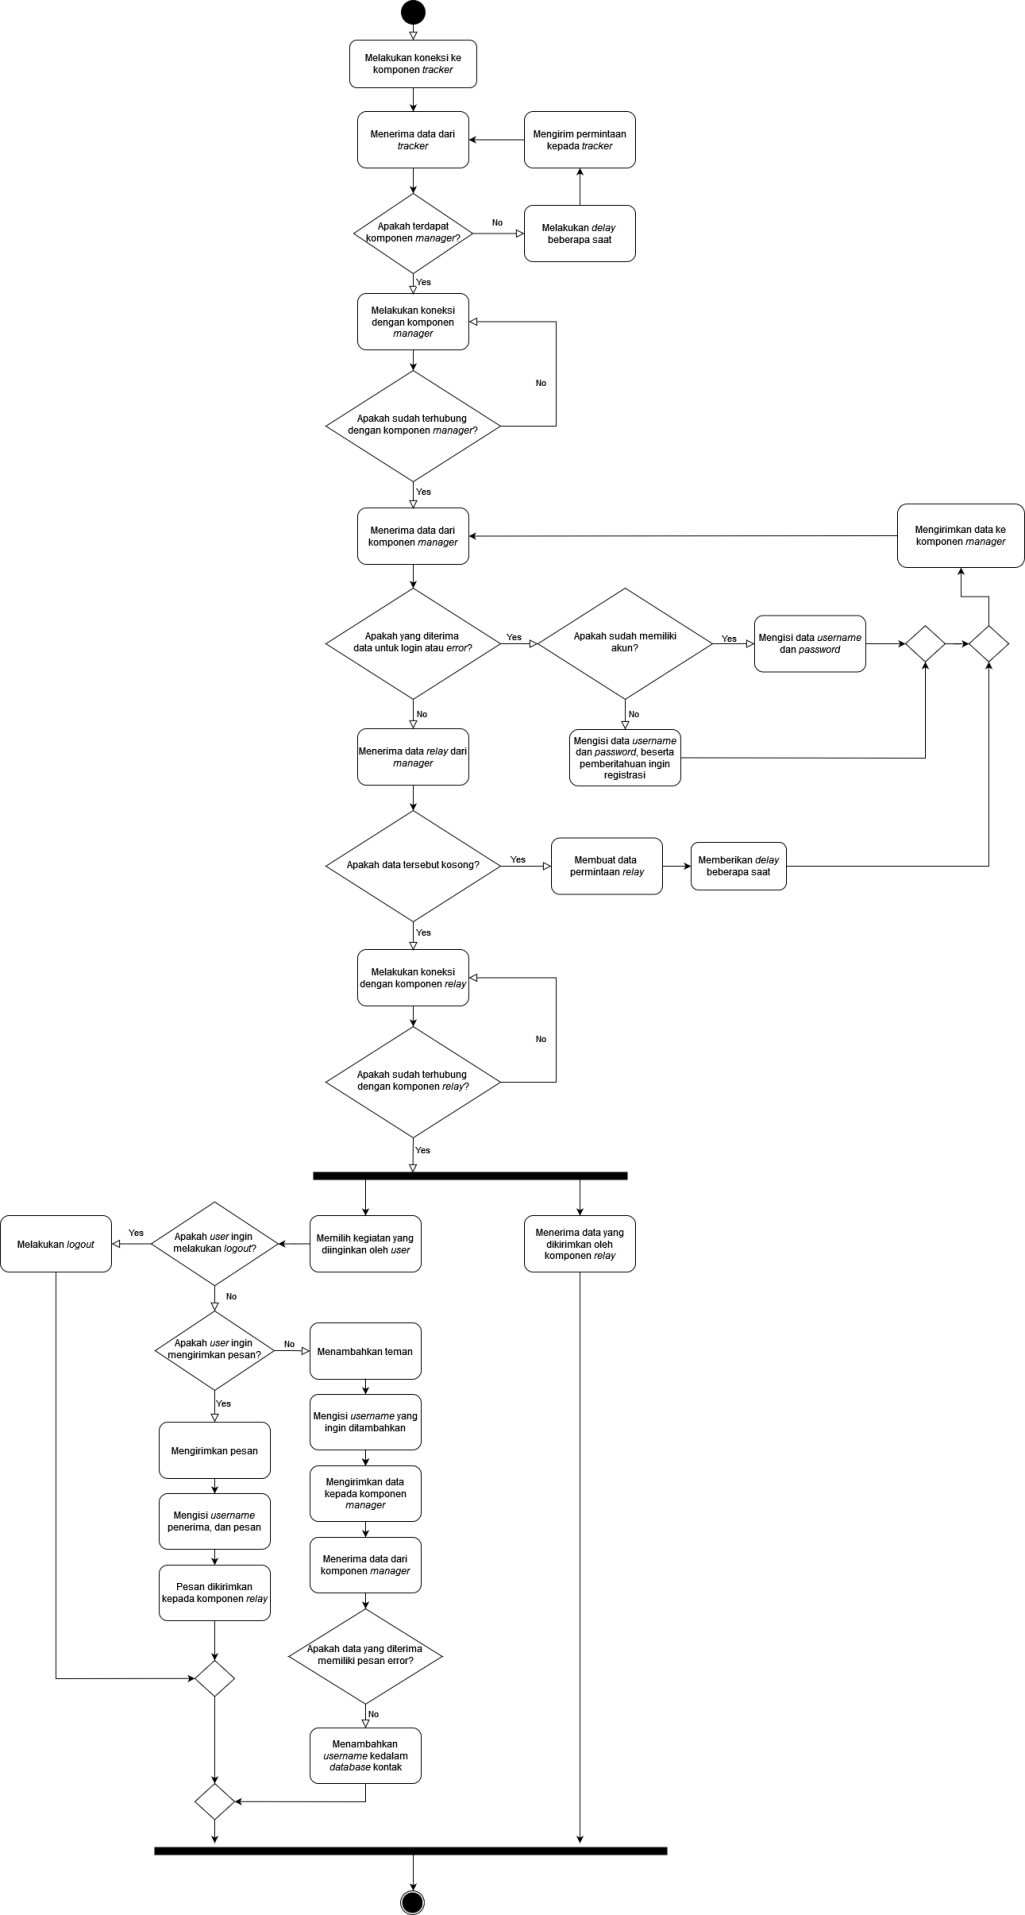 Melakukan koneksi ke
komponen tracker
Menerima data dari
tracker
Mengirim permintaan
kepada tracker
Apakah terdapat
komponen manager?
No
Melakukan delay
beberapa saat
Yes
Melakukan koneksi
dengan komponen
manager
No
Apakah sudah terhubung
dengan komponen manager?
Yes
Menerima data dari
komponen manager
Mengirimkan data ke
komponen manager
Apakah yang diterima
data untuk login atau error?
Yes
Apakah sudah memiliki
akun?
Yes
Mengisi data username
dan password
No
No
Menerima data relay dari
manager
Mengisi data username
dan password, beserta
pemberitahuan ingin
registrasi
Apakah data tersebut kosong?
Yes
Membuat data
permintaan relay
Memberikan delay
beberapa saat
Yes
Melakukan koneksi
dengan komponen relay
No
Apakah sudah terhubung
dengan komponen relay?
Yes
Melakukan logout
Yes
Apakah user ingin
melakukan logout?
Memilih kegiatan yang
diinginkan oleh user
Menerima data yang
dikirimkan oleh
komponen relay
No
Apakah user ingin
mengirimkan pesan?
No
Menambahkan teman
Yes
Mengisi username yang
ingin ditambahkan
Mengirimkan pesan
Mengirimkan data
kepada komponen
manager
Mengisi username
penerima, dan pesan
Menerima data dari
komponen manager
Pesan dikirimkan
kepada komponen relay
Apakah data yang diterima
memiliki pesan error?
No
Menambahkan
username kedalam
database kontak